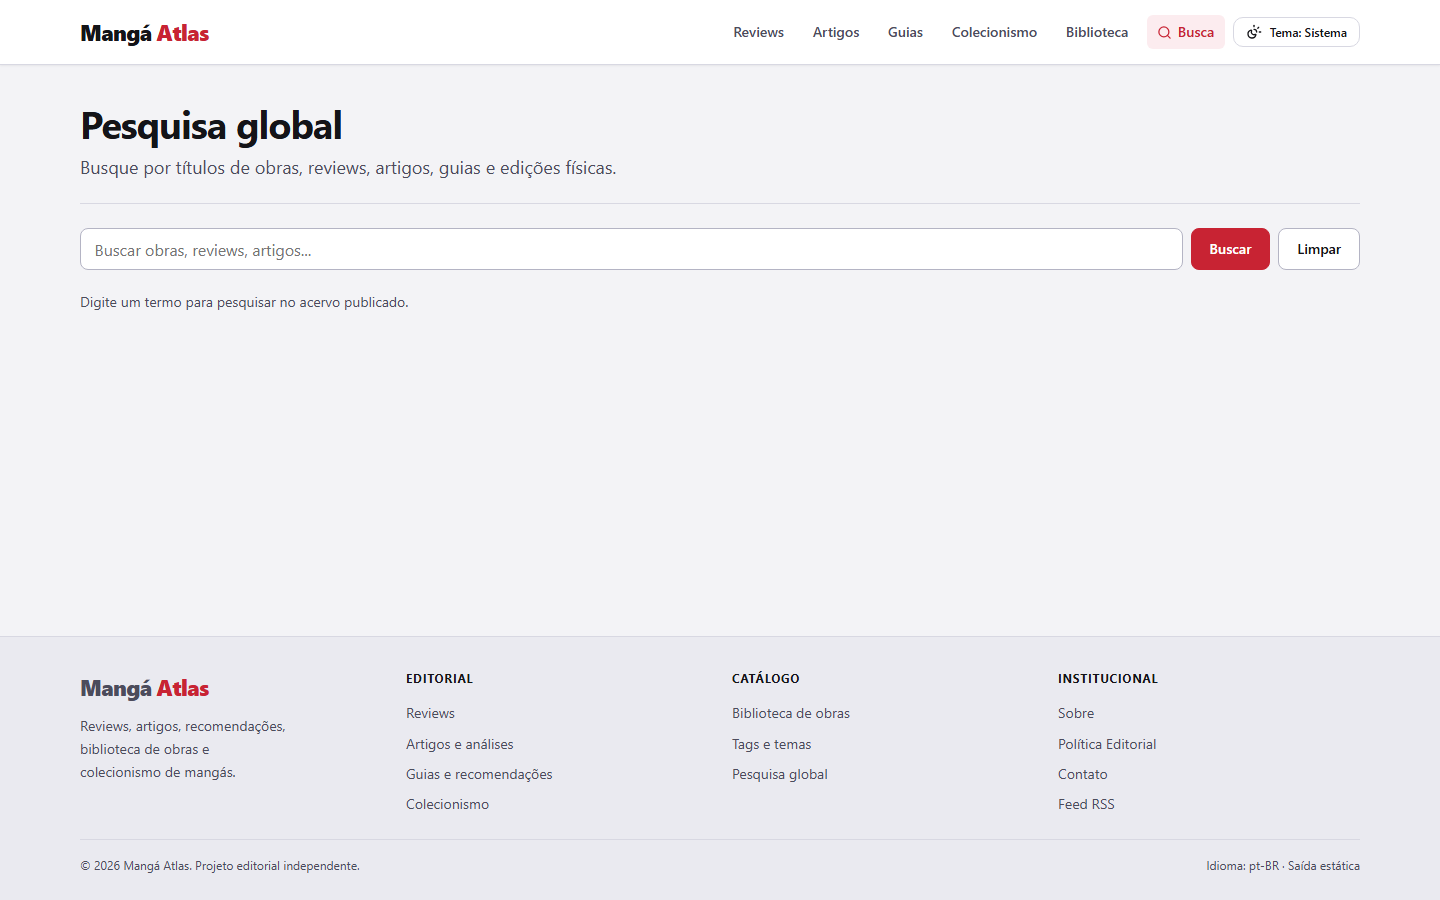 Mangá Atlas
Reviews
Artigos
Guias
Colecionismo
Biblioteca
Busca
Tema: Sistema
Pesquisa global
Busque por títulos de obras, reviews, artigos, guias e edições físicas.
Buscar obras, reviews, artigos...
Buscar
Limpar
Digite um termo para pesquisar no acervo publicado.
Mangá Atlas
Reviews, artigos, recomendações,
biblioteca de obras e
colecionismo de mangás.
EDITORIAL
Reviews
Artigos e análises
Guias e recomendações
Colecionismo
CATÁLOGO
Biblioteca de obras
Tags e temas
Pesquisa global
INSTITUCIONAL
Sobre
Política Editorial
Contato
Feed RSS
© 2026 Mangá Atlas. Projeto editorial independente.
Idioma: pt-BR · Saída estática